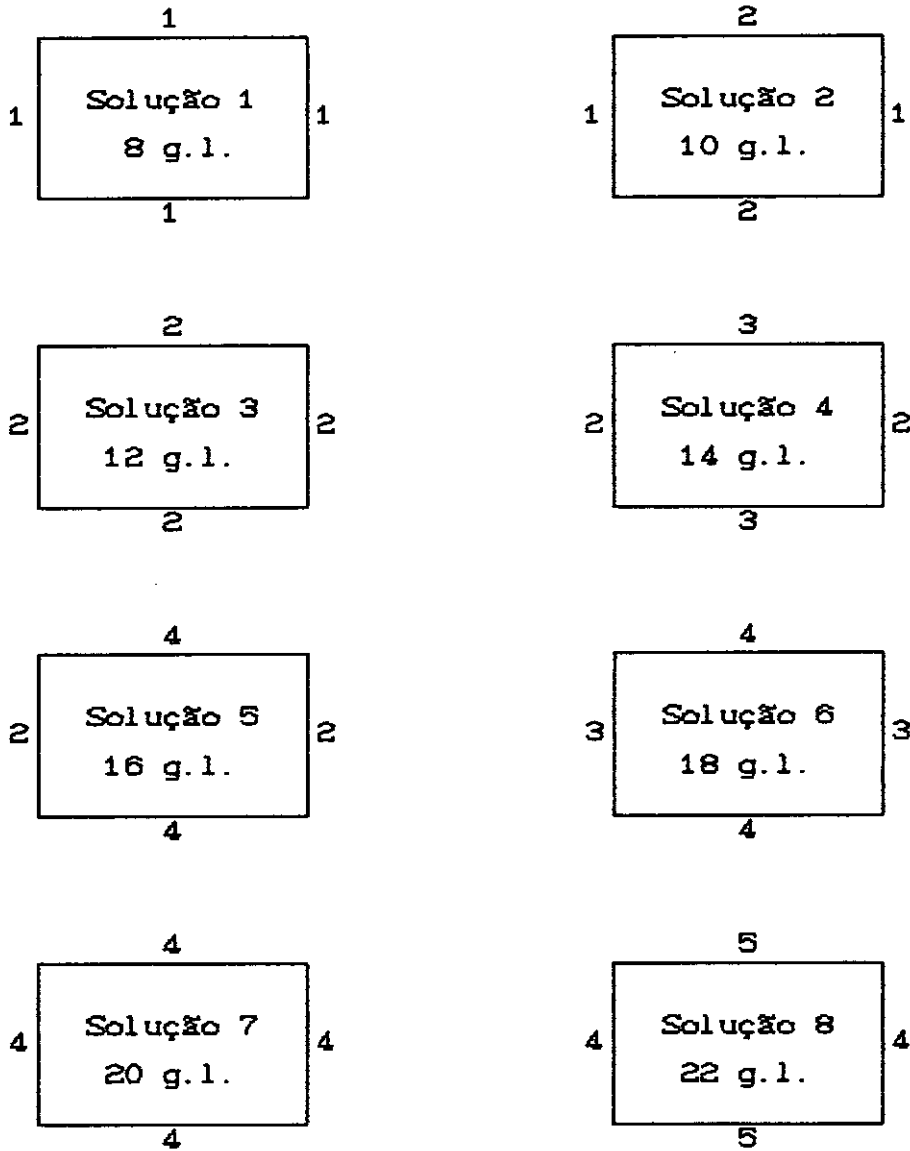 1 2
Solução 1 Solução 2
1 1 1 1
8 g.l. 10 g.l.
1 2
2 3
Solução 3 Solução 4
2 2 2 2
12 g.l. 14 g.l.
2 3
4 4
Solução 5 Solução 6
2 2 3 3
16 g.l. 18 g.l.
4 4
4 5
Solução 7 Solução 8
4 4 4 4
20 g.l. 22 g.l.
4 5